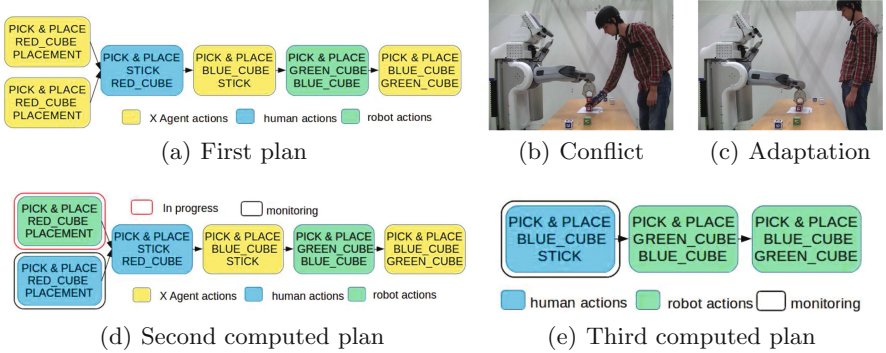 PICK & PLACE
RED_CUBE
PLACEMENT
PICK & PLACE
RED_CUBE
PLACEMENT
PICK & PLACE
STICK
RED_CUBE
PICK & PLACE
BLUE_CUBE
STICK
PICK & PLACE
GREEN_CUBE
BLUE_CUBE
PICK & PLACE
BLUE_CUBE
GREEN_CUBE
X Agent actions
human actions
robot actions
(a) First plan
(b) Conflict
(c) Adaptation
PICK & PLACE
RED_CUBE
PLACEMENT
PICK & PLACE
RED_CUBE
PLACEMENT
In progress
monitoring
PICK & PLACE
STICK
RED_CUBE
PICK & PLACE
BLUE_CUBE
STICK
PICK & PLACE
GREEN_CUBE
BLUE_CUBE
PICK & PLACE
BLUE_CUBE
GREEN_CUBE
X Agent actions
human actions
robot actions
(d) Second computed plan
PICK & PLACE
BLUE_CUBE
STICK
PICK & PLACE
GREEN_CUBE
BLUE_CUBE
PICK & PLACE
BLUE_CUBE
GREEN_CUBE
human actions
robot actions
monitoring
(e) Third computed plan